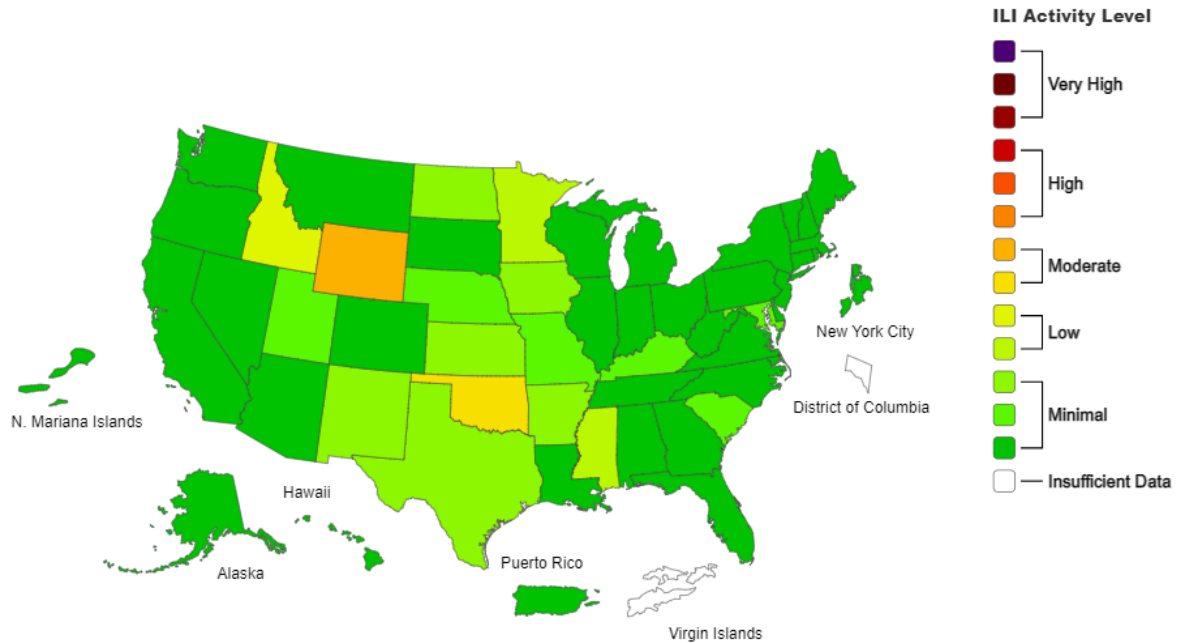 ILI Activity Level
Very High
High
Moderate
Low
Minimal
Insufficient Data
New York City
District of Columbia
N. Mariana Islands
Hawaii
Alaska
Puerto Rico
Virgin Islands